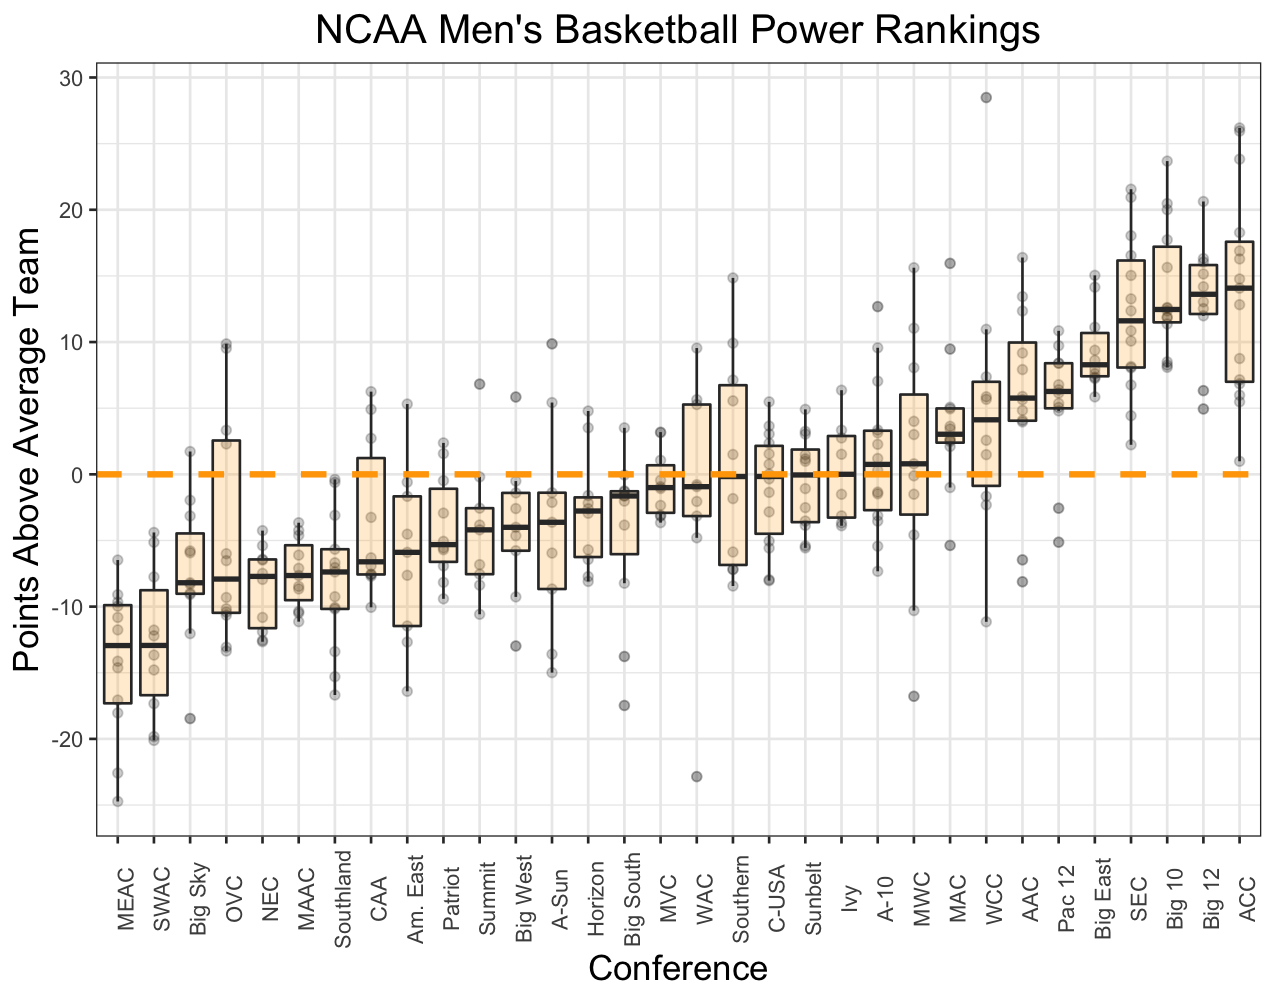 NCAA Men's Basketball Power Rankings
Points Above Average Team
30
20
10
0
-10
-20
MEAC
SWAC
Big Sky
OVC
NEC
MAAC
Southland
CAA
Am. East
Patriot
Summit
Big West
A-Sun
Horizon
Big South
MVC
WAC
Southern
C-USA
Sunbelt
Ivy
A-10
MWC
MAC
WCC
AAC
Pac 12
Big East
SEC
Big 10
Big 12
ACC
Conference